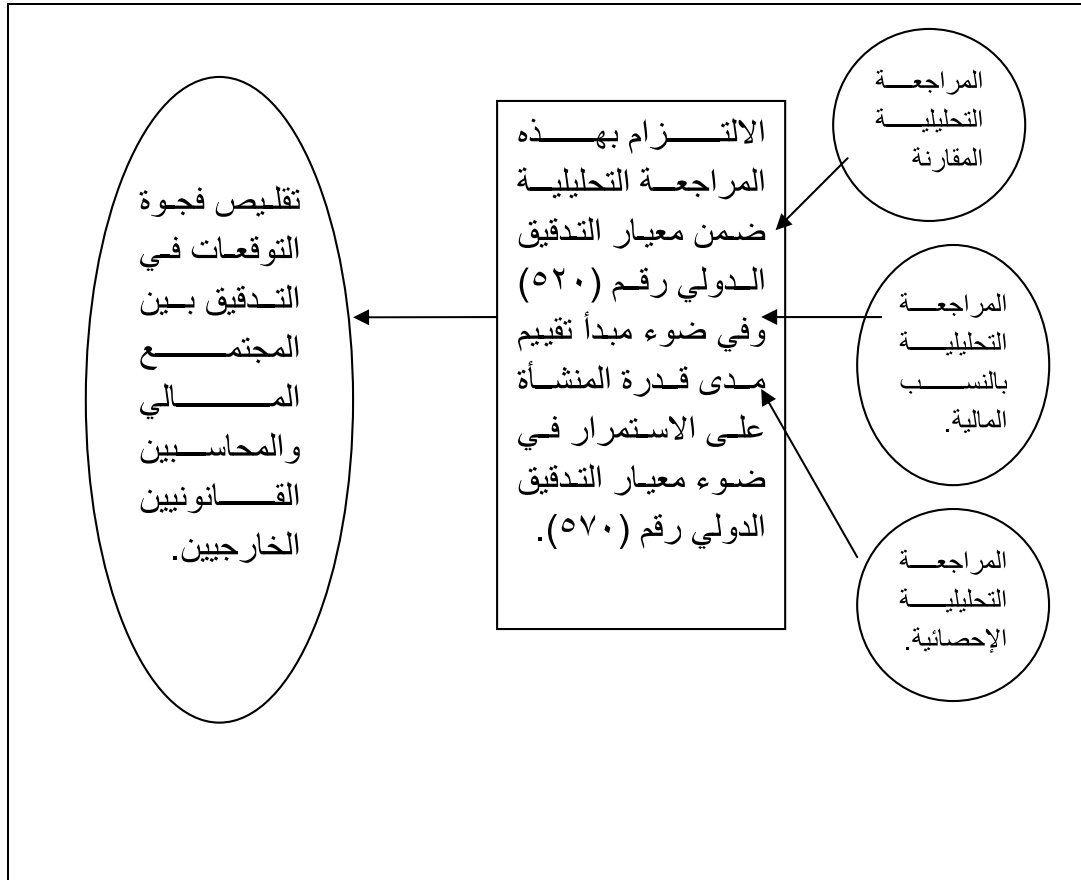 المراجعة
التحليلية
المقارنة
المراجعة
التحليلية
بالنسب
المالية.
المراجعة
التحليلية
الإحصائية.
الالتزام بهذه
المراجعة التحليلية
ضمن معيار التدقيق
الدولي رقم (٥٢٠)
وفي ضوء مبدأ تقييم
مدى قدرة المنشأة
على الاستمرار في
ضوء معيار التدقيق
الدولي رقم (٥٧٠).
تقليص فجوة
التوقعات في
التدقيق بين
المجتمع
المالي
والمحاسبين
القانونيين
الخارجيين.